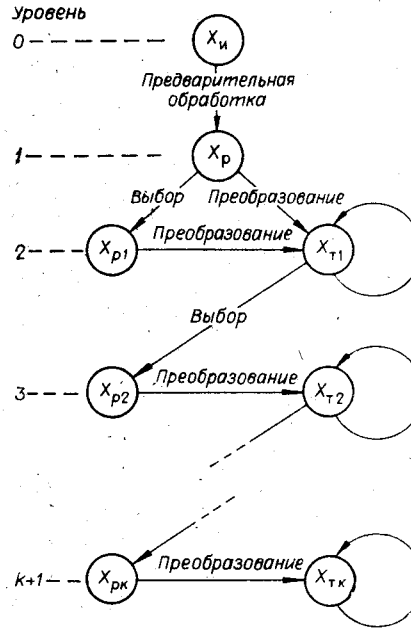 Уровень
0 Xи
Предварительная
обработка
1 Xр
Выбор Преобразование
2 Xр1 Преобразование Xт1
Выбор
3 Xр2 Преобразование Xт2
k+1 Xрк Преобразование Xтк